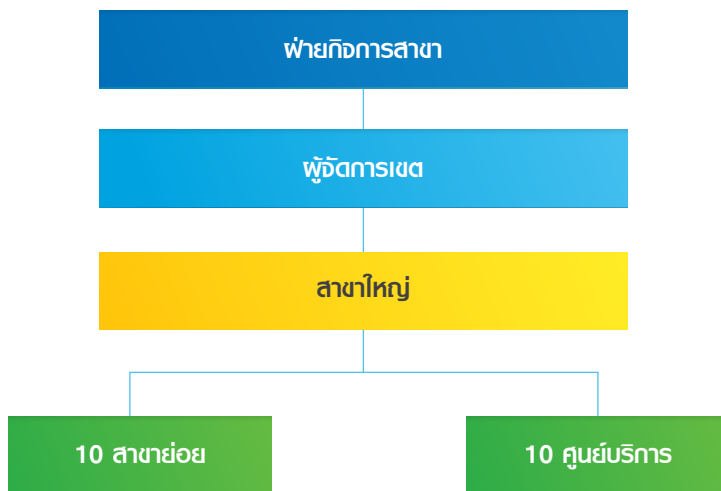 ฝ่ายกิจการสาขา
ผู้จัดการเขต
สาขาใหญ่
10 สาขาย่อย
10 ศูนย์บริการ